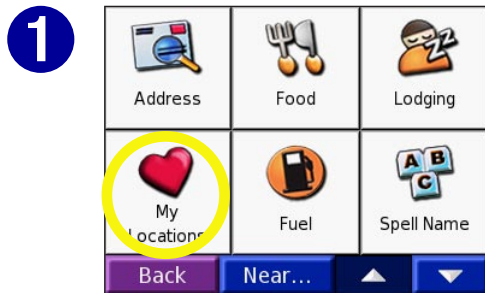 1
Address Food Lodging
A B
C
My
Locations Fuel Spell Name
Back Near...